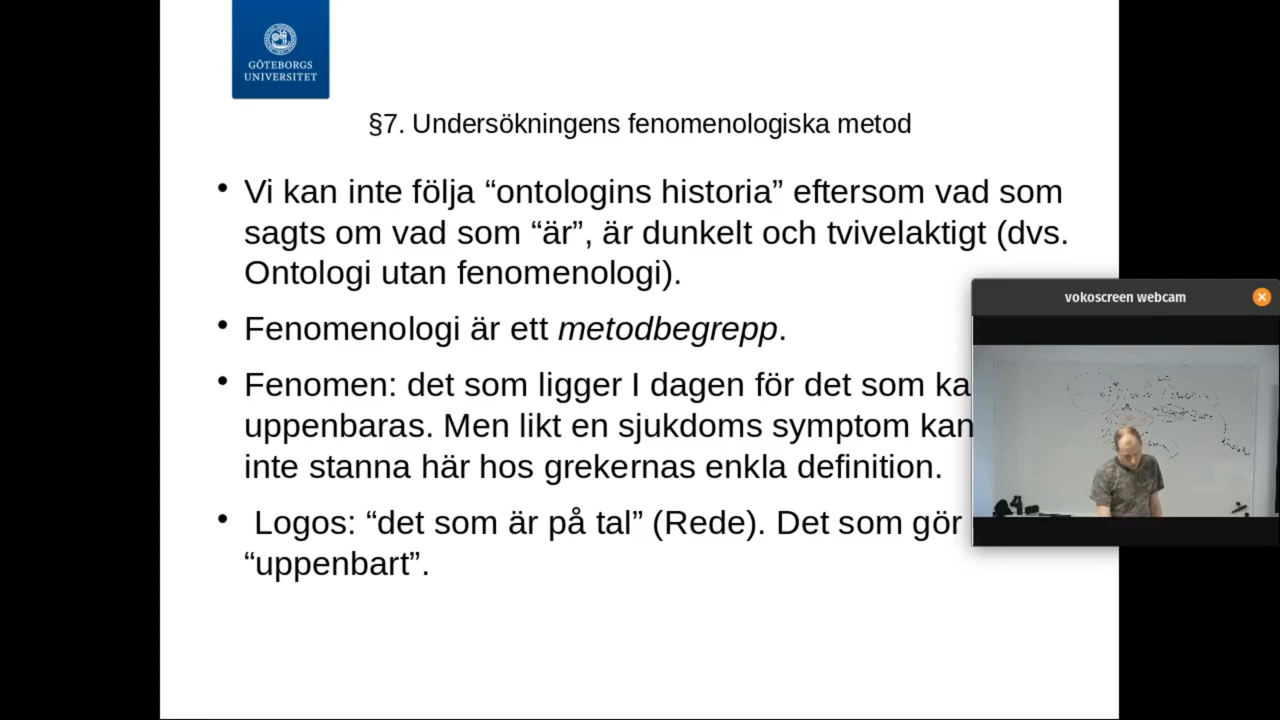 GÖTEBORGS
UNIVERSITET
§7. Undersökningens fenomenologiska metod
• Vi kan inte följa “ontologins historia” eftersom vad som
sagts om vad som “är”, är dunkelt och tvivelaktigt (dvs.
Ontologi utan fenomenologi).
• Fenomenologi är ett metodbegrepp.
• Fenomen: det som ligger I dagen för det som ka
uppenbaras. Men likt en sjukdoms symptom kan
inte stanna här hos grekernas enkla definition.
• Logos: “det som är på tal” (Rede). Det som gör
“uppenbart”.
vokoscreen webcam